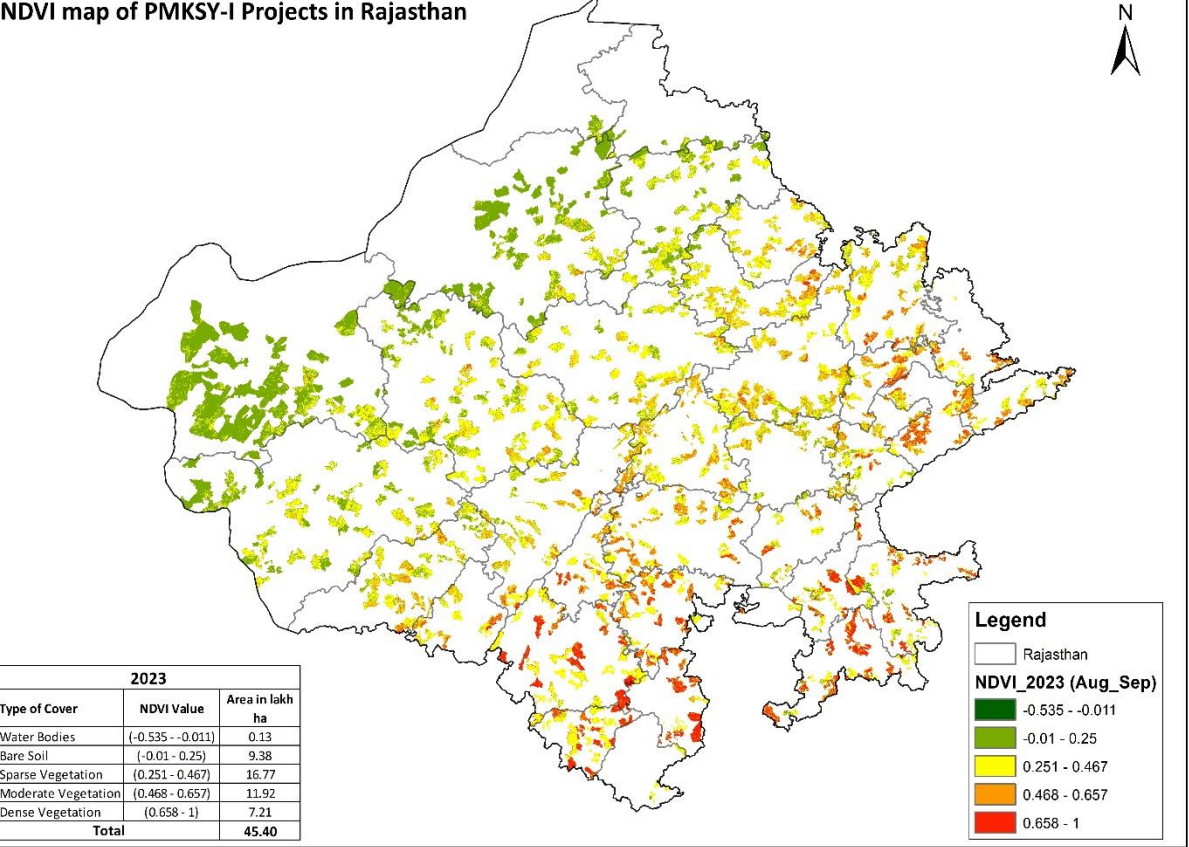 NDVI map of PMKSY-I Projects in Rajasthan
N
Legend
Rajasthan
NDVI_2023 (Aug_Sep)
-0.535 - -0.011
-0.01 - 0.25
0.251 - 0.467
0.468 - 0.657
0.658 - 1
2023
Type of Cover NDVI Value Area in lakh ha
Water Bodies (-0.535 - -0.011) 0.13
Bare Soil (-0.01 - 0.25) 9.38
Sparse Vegetation (0.251 - 0.467) 16.77
Moderate Vegetation (0.468 - 0.657) 11.92
Dense Vegetation (0.658 - 1) 7.21
Total 45.40